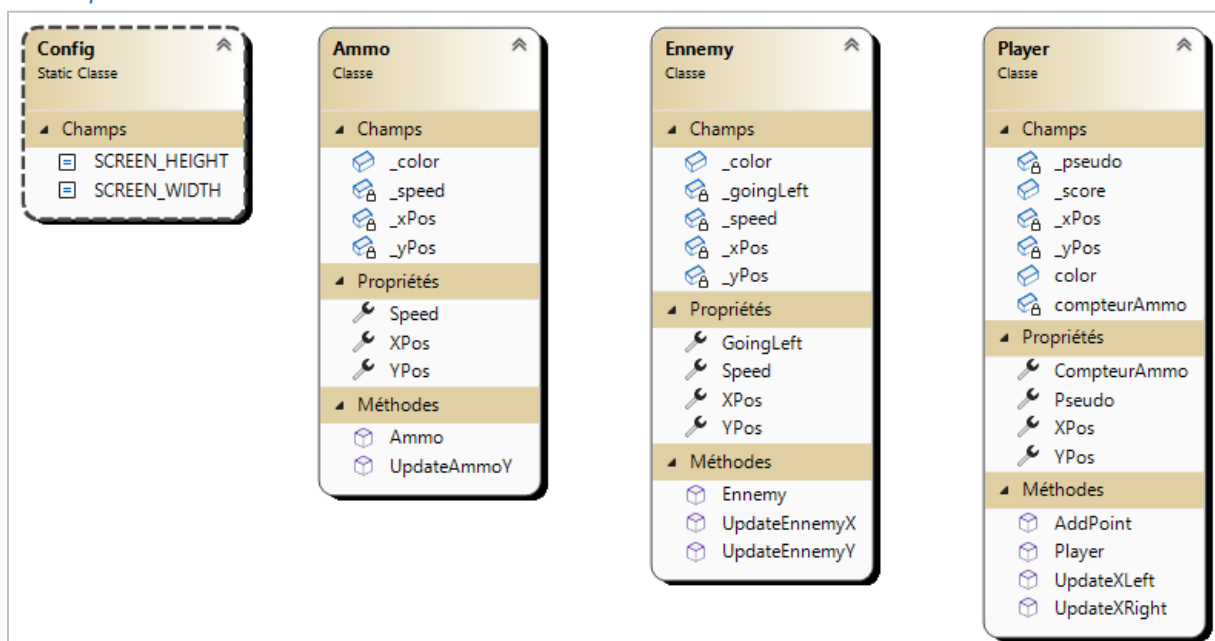 Config
Static Classe
Champs
SCREEN_HEIGHT
SCREEN_WIDTH
Ammo
Classe
Champs
_color
_speed
_xPos
_yPos
Propriétés
Speed
XPos
YPos
Méthodes
Ammo
UpdateAmmoY
Ennemy
Classe
Champs
_color
_goingLeft
_speed
_xPos
_yPos
Propriétés
GoingLeft
Speed
XPos
YPos
Méthodes
Ennemy
UpdateEnnemyX
UpdateEnnemyY
Player
Classe
Champs
_pseudo
_score
_xPos
_yPos
color
compteurAmmo
Propriétés
CompteurAmmo
Pseudo
XPos
YPos
Méthodes
AddPoint
Player
UpdateXLeft
UpdateXRight